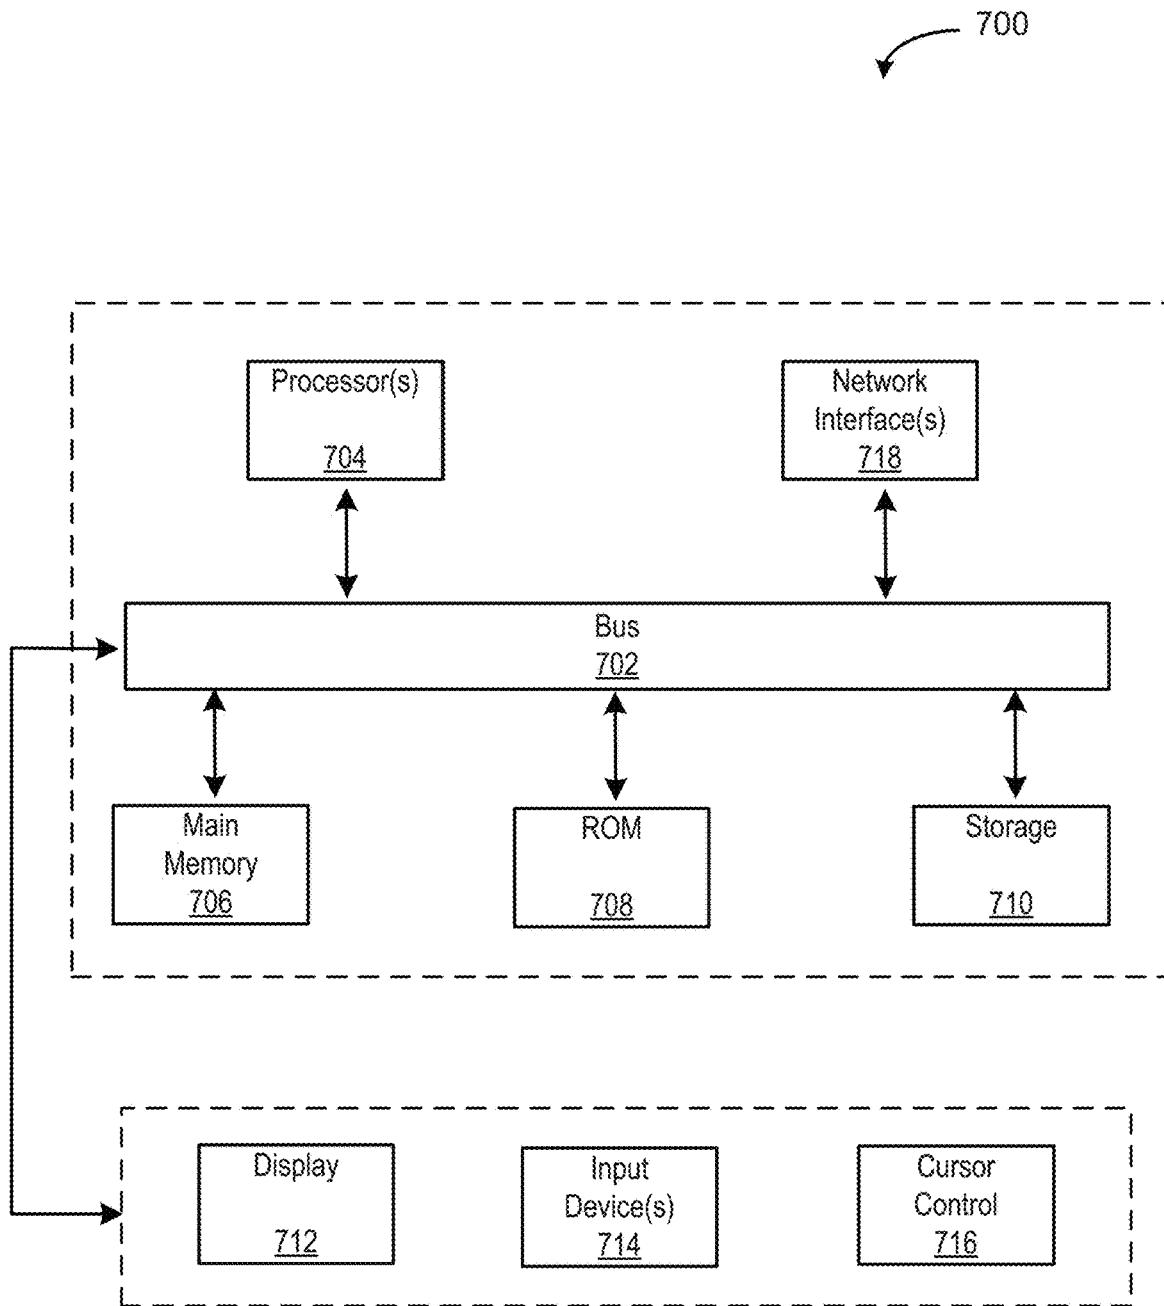 700
Processor(s)
704
Network
Interface(s)
718
Bus
702
Main
Memory
706
ROM
708
Storage
710
Display
712
Input
Device(s)
714
Cursor
Control
716